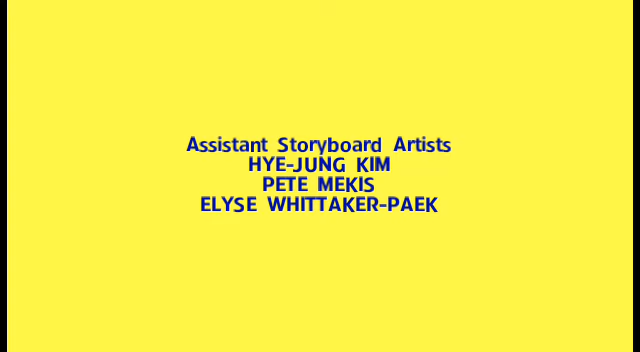 Assistant Storyboard Artists
HYE-JUNG KIM
PETE MEKIS
ELYSE WHITTAKER-PAEK